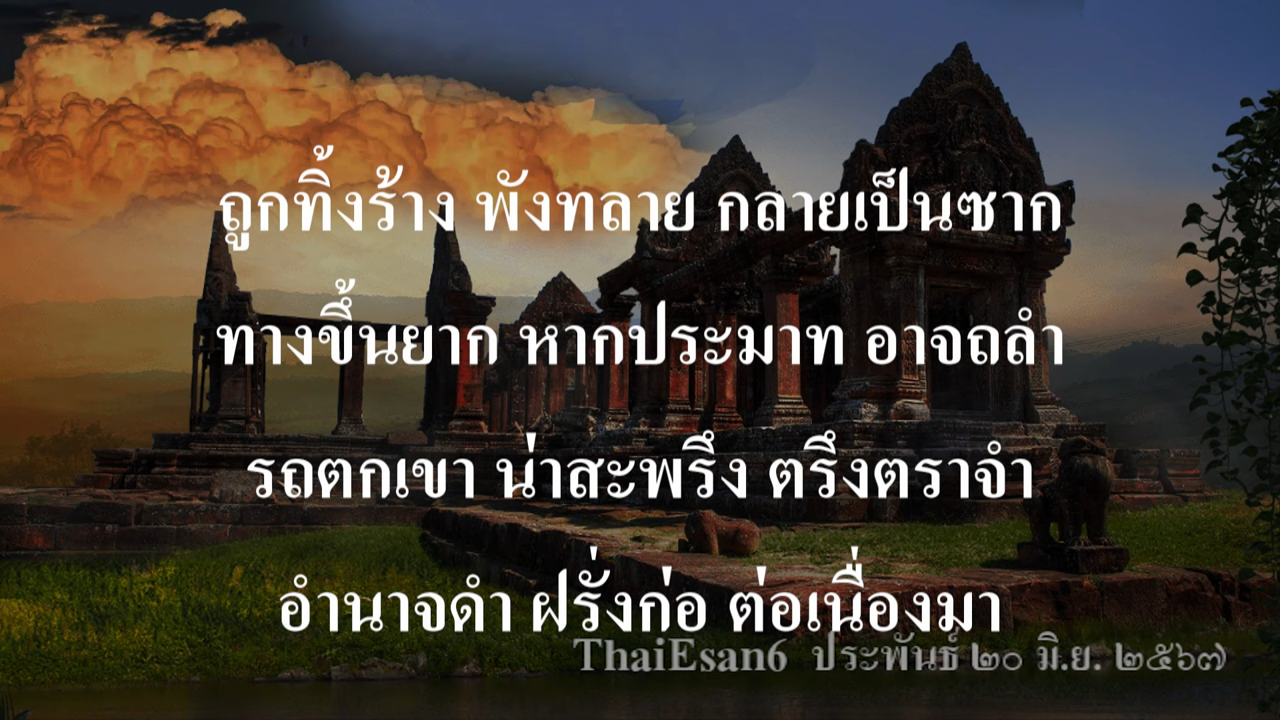 ถูกทิ้งร้าง พังทลาย กลายเป็นซาก
ทางขึ้นยาก หากประมาท อาจถลำ
รถตกเขา น่าสะพรึง ตรึงตราจำ
อำนาจดำ ฝรั่งก่อ ต่อเนื่องมา
ThaiEsan6 ประพันธ์ ๒๐ มิ.ย. ๒๕๖๗